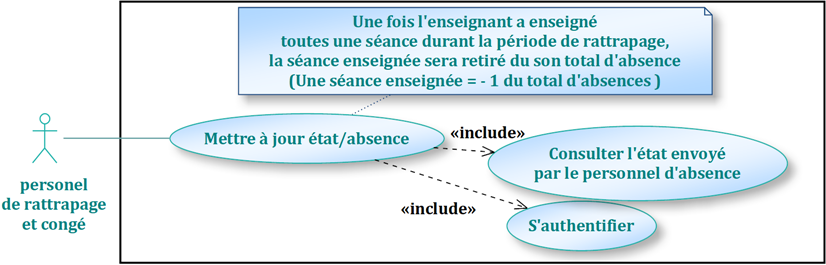 Une fois l'enseignant a enseigné
toutes une séance durant la période de rattrapage,
la séance enseignée sera retiré du son total d'absence
(Une séance enseignée = - 1 du total d'absences )
Mettre à jour état/absence
«include»
Consulter l'état envoyé
par le personnel d'absence
«include»
S'authentifier
personel
de rattrapage
et congé